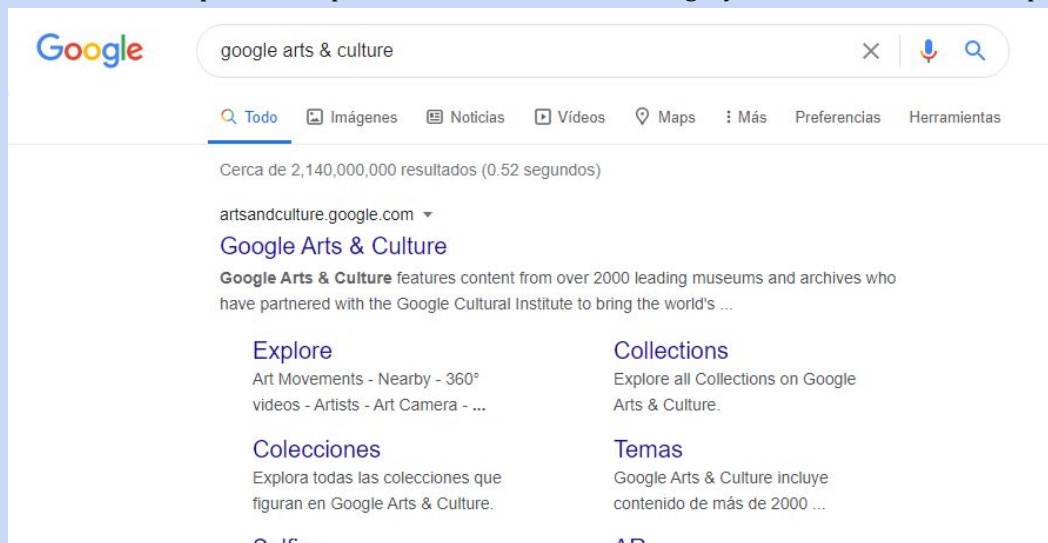 Google
google arts & culture
Todo Imágenes Noticias Vídeos Maps Más Preferencias Herramientas
Cerca de 2,140,000,000 resultados (0.52 segundos)
artsandculture.google.com
Google Arts & Culture
Google Arts & Culture features content from over 2000 leading museums and archives who
have partnered with the Google Cultural Institute to bring the world's ...
Explore
Art Movements - Nearby - 360°
videos - Artists - Art Camera - ...
Collections
Explore all Collections on Google
Arts & Culture.
Colecciones
Explora todas las colecciones que
figuran en Google Arts & Culture.
Temas
Google Arts & Culture incluye
contenido de más de 2000 ...